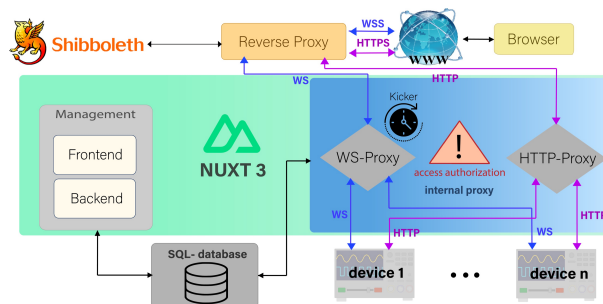 Shibboleth
Reverse Proxy
WSS
HTTPS
WWW
Browser
WS
HTTP
Management
Frontend
Backend
NUXT 3
Kicker
WS-Proxy
!
access authorization
internal proxy
HTTP-Proxy
WS
HTTP
WS
HTTP
SQL- database
device 1
...
device n